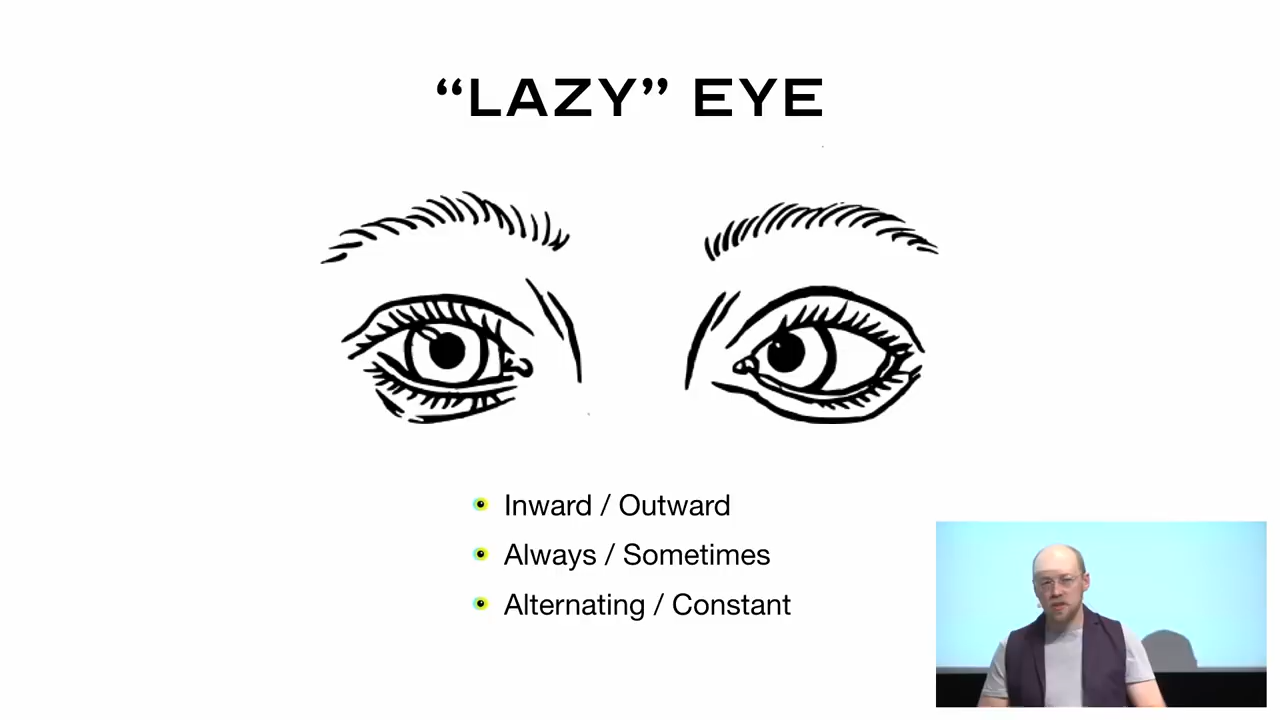 “LAZY” EYE
Inward / Outward
Always / Sometimes
Alternating / Constant